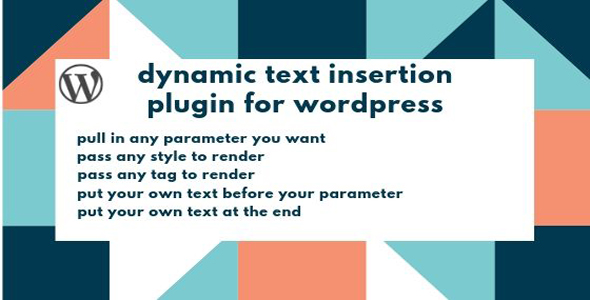 dynamic text insertion
plugin for wordpress
pull in any parameter you want
pass any style to render
pass any tag to render
put your own text before your parameter
put your own text at the end